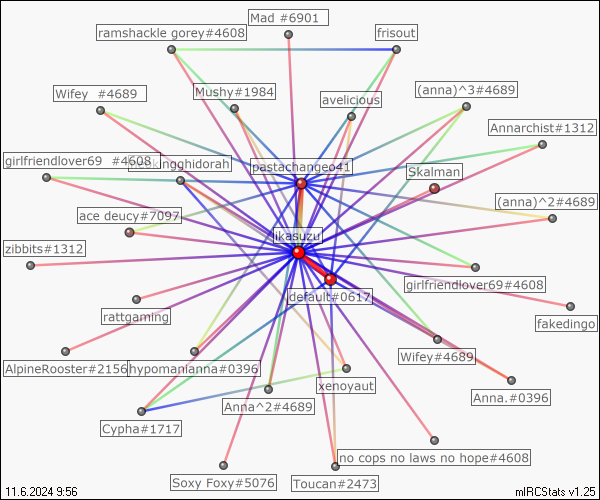 Mad #6901
ramshackle gorey#4608
frisout
Wifey #4689
Mushy#1984
avelicious
(anna)^3#4689
Annarchist#1312
girlfriendlover69 #4608
ngghidorah
pastachangeo41
Skalman
(anna)^2#4689
ace deucy#7097
likasuzu
zibbits#1312
default#0617
girlfriendlover69#4608
rattgaming
fakedingo
AlpineRooster#2156
hypomanianna#0396
Wifey#4689
xenoyaut
Anna.#0396
Anna^2#4689
Cypha#1717
no cops no laws no hope#4608
Soxy Foxy#5076
Toucan#2473
11.6.2024 9:56
mIRCStats v1.25